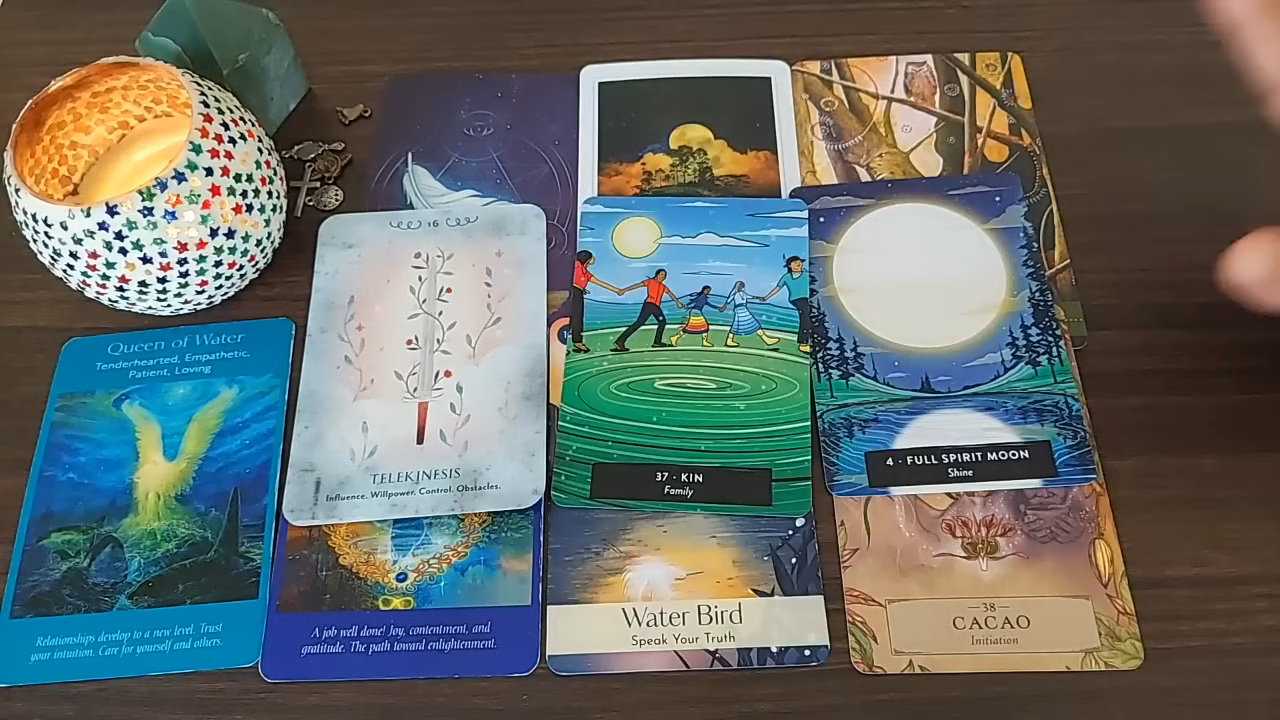 Queen of Water
Tenderhearted, Empathetic,
Patient, Loving
Relationships develop to a new level. Trust
your intuition. Care for yourself and others.
16
TELEKINESIS
Influence. Willpower. Control. Obstacles.
A job well done! Joy, contentment, and
gratitude. The path toward enlightenment.
37 · KIN
Family
Water Bird
Speak Your Truth
4 · FULL SPIRIT MOON
Shine
—38—
CACAO
Initiation